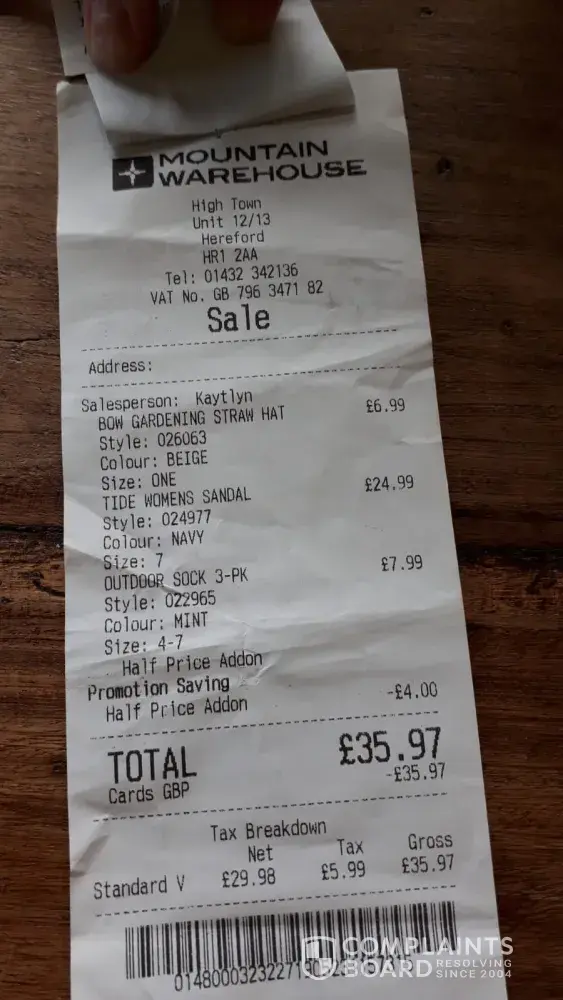 MOUNTAIN
WAREHOUSE
High Town
Unit 12/13
Hereford
HR1 2AA
Tel: 01432 342136
VAT No. GB 796 3471 82
Sale
Address:
Salesperson: Kaytlyn
BOW GARDENING STRAW HAT £6.99
Style: 026063
Colour: BEIGE
Size: ONE
TIDE WOMENS SANDAL £24.99
Style: 024977
Colour: NAVY
Size: 7
OUTDOOR SOCK 3-PK £7.99
Style: 022965
Colour: MINT
Size: 4-7
Half Price Addon
Promotion Saving
Half Price Addon -£4.00
TOTAL £35.97
Cards GBP -£35.97
Tax Breakdown
Net Tax Gross
Standard V £29.98 £5.99 £35.97
COMPLAINTS
BOARD RESOLVING
SINCE 2004